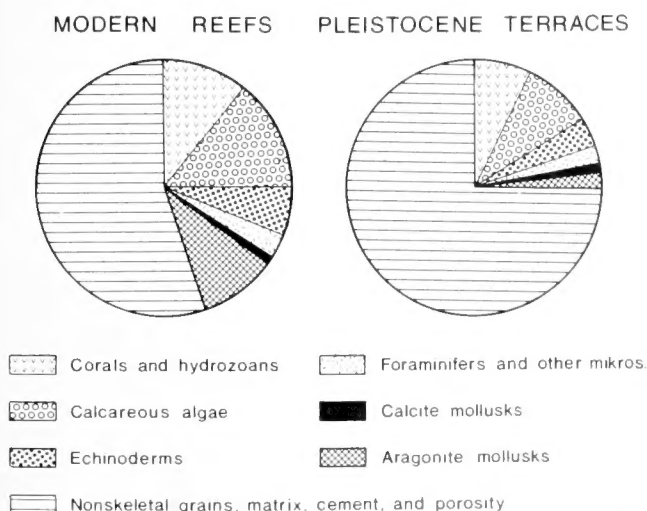 MODERN REEFS PLEISTOCENE TERRACES
Corals and hydrozoans
Foraminifers and other mikros.
Calcareous algae
Calcite mollusks
Echinoderms
Aragonite mollusks
Nonskeletal grains, matrix, cement, and porosity